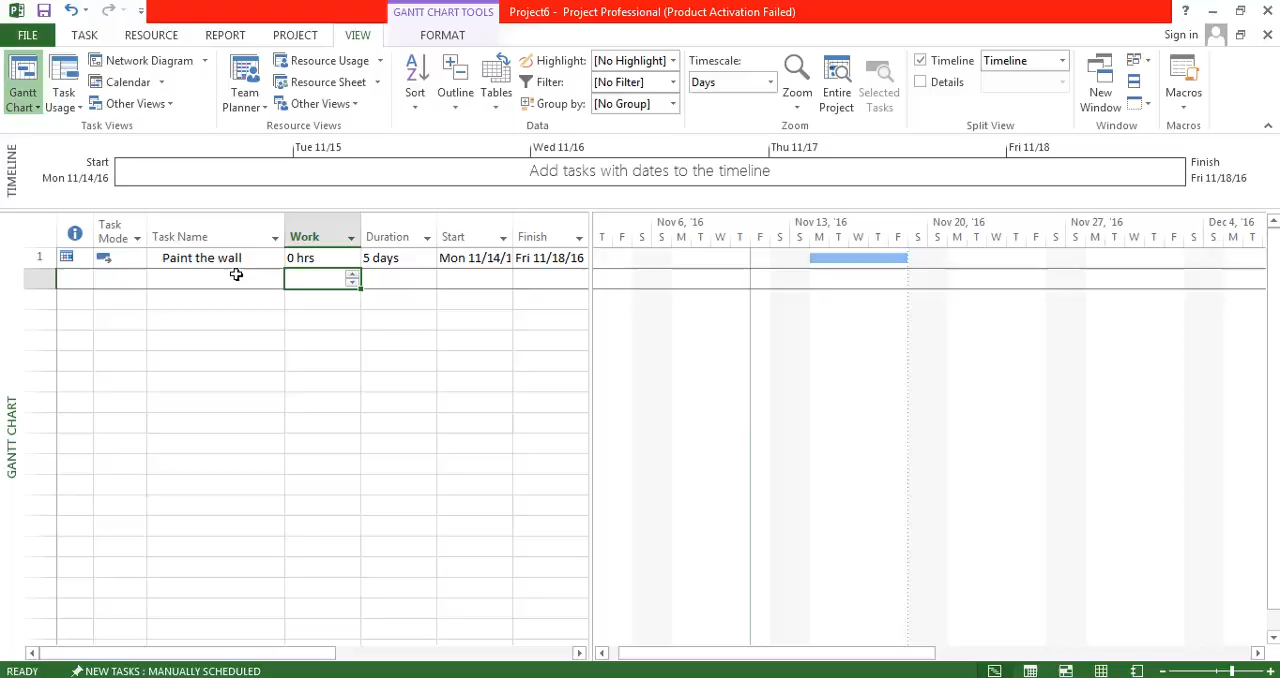 GANTT CHART TOOLS
Project6 - Project Professional (Product Activation Failed)
FILE TASK RESOURCE REPORT PROJECT VIEW FORMAT Sign in
Gantt Chart
Task Usage
Network Diagram
Calendar
Other Views
Task Views
Team Planner
Resource Usage
Resource Sheet
Other Views
Resource Views
Sort
Outline
Tables
Highlight: [No Highlight]
Filter: [No Filter]
Group by: [No Group]
Data
Timescale:
Days
Zoom
Entire Project
Selected Tasks
Zoom
Timeline Timeline
Details
Split View
New Window
Window
Macros
Macros
TIMELINE
Tue 11/15 Wed 11/16 Thu 11/17 Fri 11/18
Start
Mon 11/14/16
Add tasks with dates to the timeline
Finish
Fri 11/18/16
Task Mode Task Name Work Duration Start Finish
Nov 6, '16 Nov 13, '16 Nov 20, '16 Nov 27, '16 Dec 4, '16
T F S S M T W T F S S M T W T F S S M T W T F S S M T W T F S S M T
1 Paint the wall 0 hrs 5 days Mon 11/14/1 Fri 11/18/16
GANTT CHART
READY NEW TASKS : MANUALLY SCHEDULED